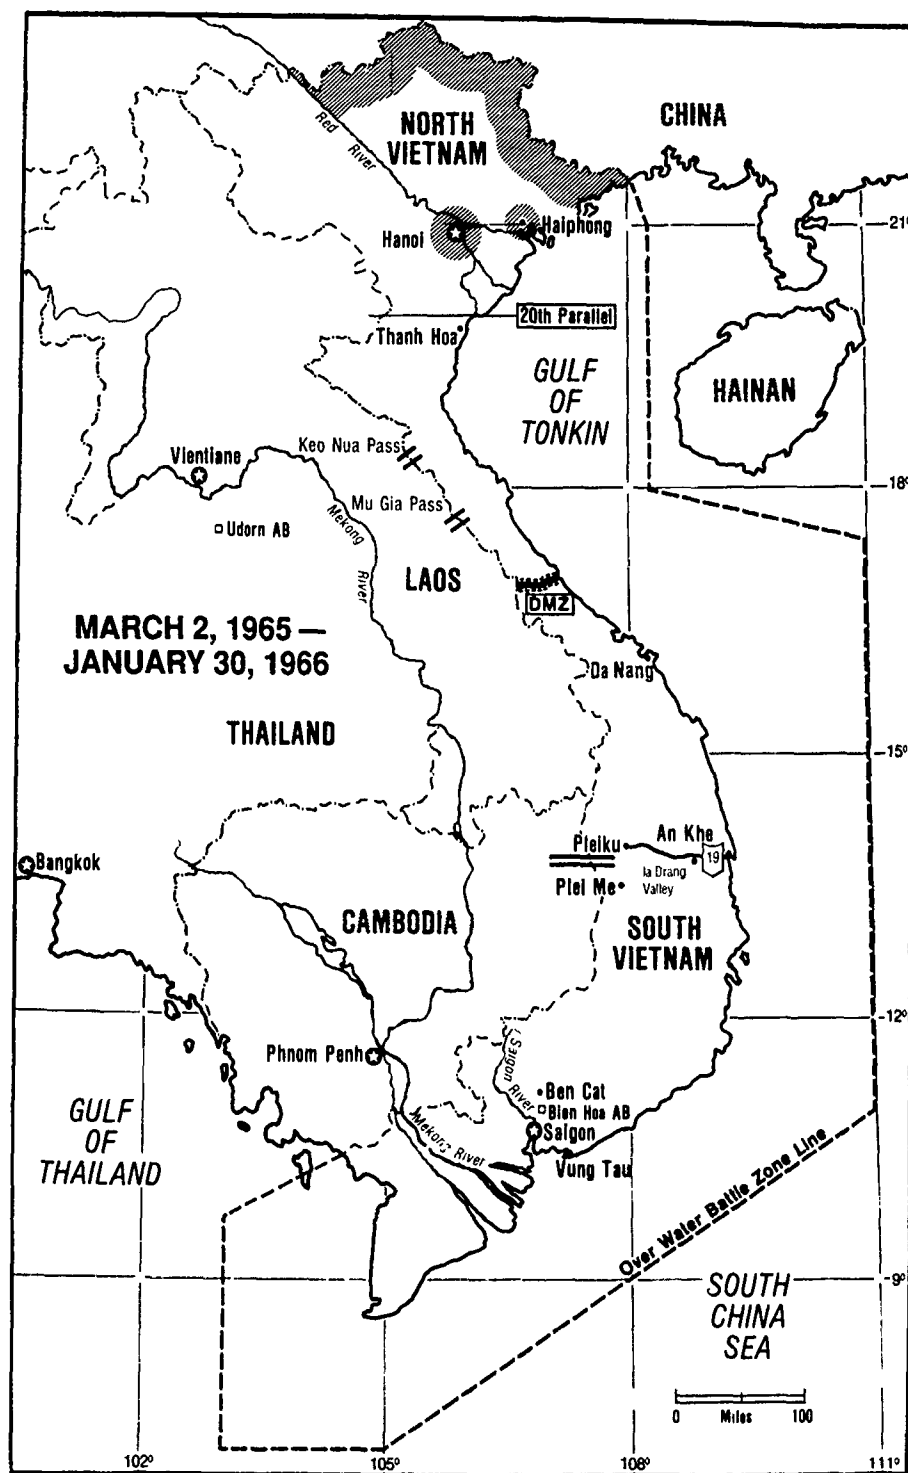 CHINA
NORTH
VIETNAM
Red
River
Hanoi
Haiphong
21°
20th Parallel
Thanh Hoa
GULF
OF
TONKIN
HAINAN
Keo Nua Pass
Vientiane
18°
Mu Gia Pass
Mekong
River
Udorn AB
LAOS
DMZ
MARCH 2, 1965 —
JANUARY 30, 1966
Da Nang
THAILAND
15°
Pleiku
An Khe
19
Bangkok
Ia Drang
Valley
Plei Me
CAMBODIA
SOUTH
VIETNAM
12°
Saigon
River
Phnom Penh
Ben Cat
Bien Hoa AB
Saigon
GULF
OF
THAILAND
Mekong River
Vung Tau
Over Water Battle Zone Line
9°
SOUTH
CHINA
SEA
0 Miles 100
102° 105° 108° 111°